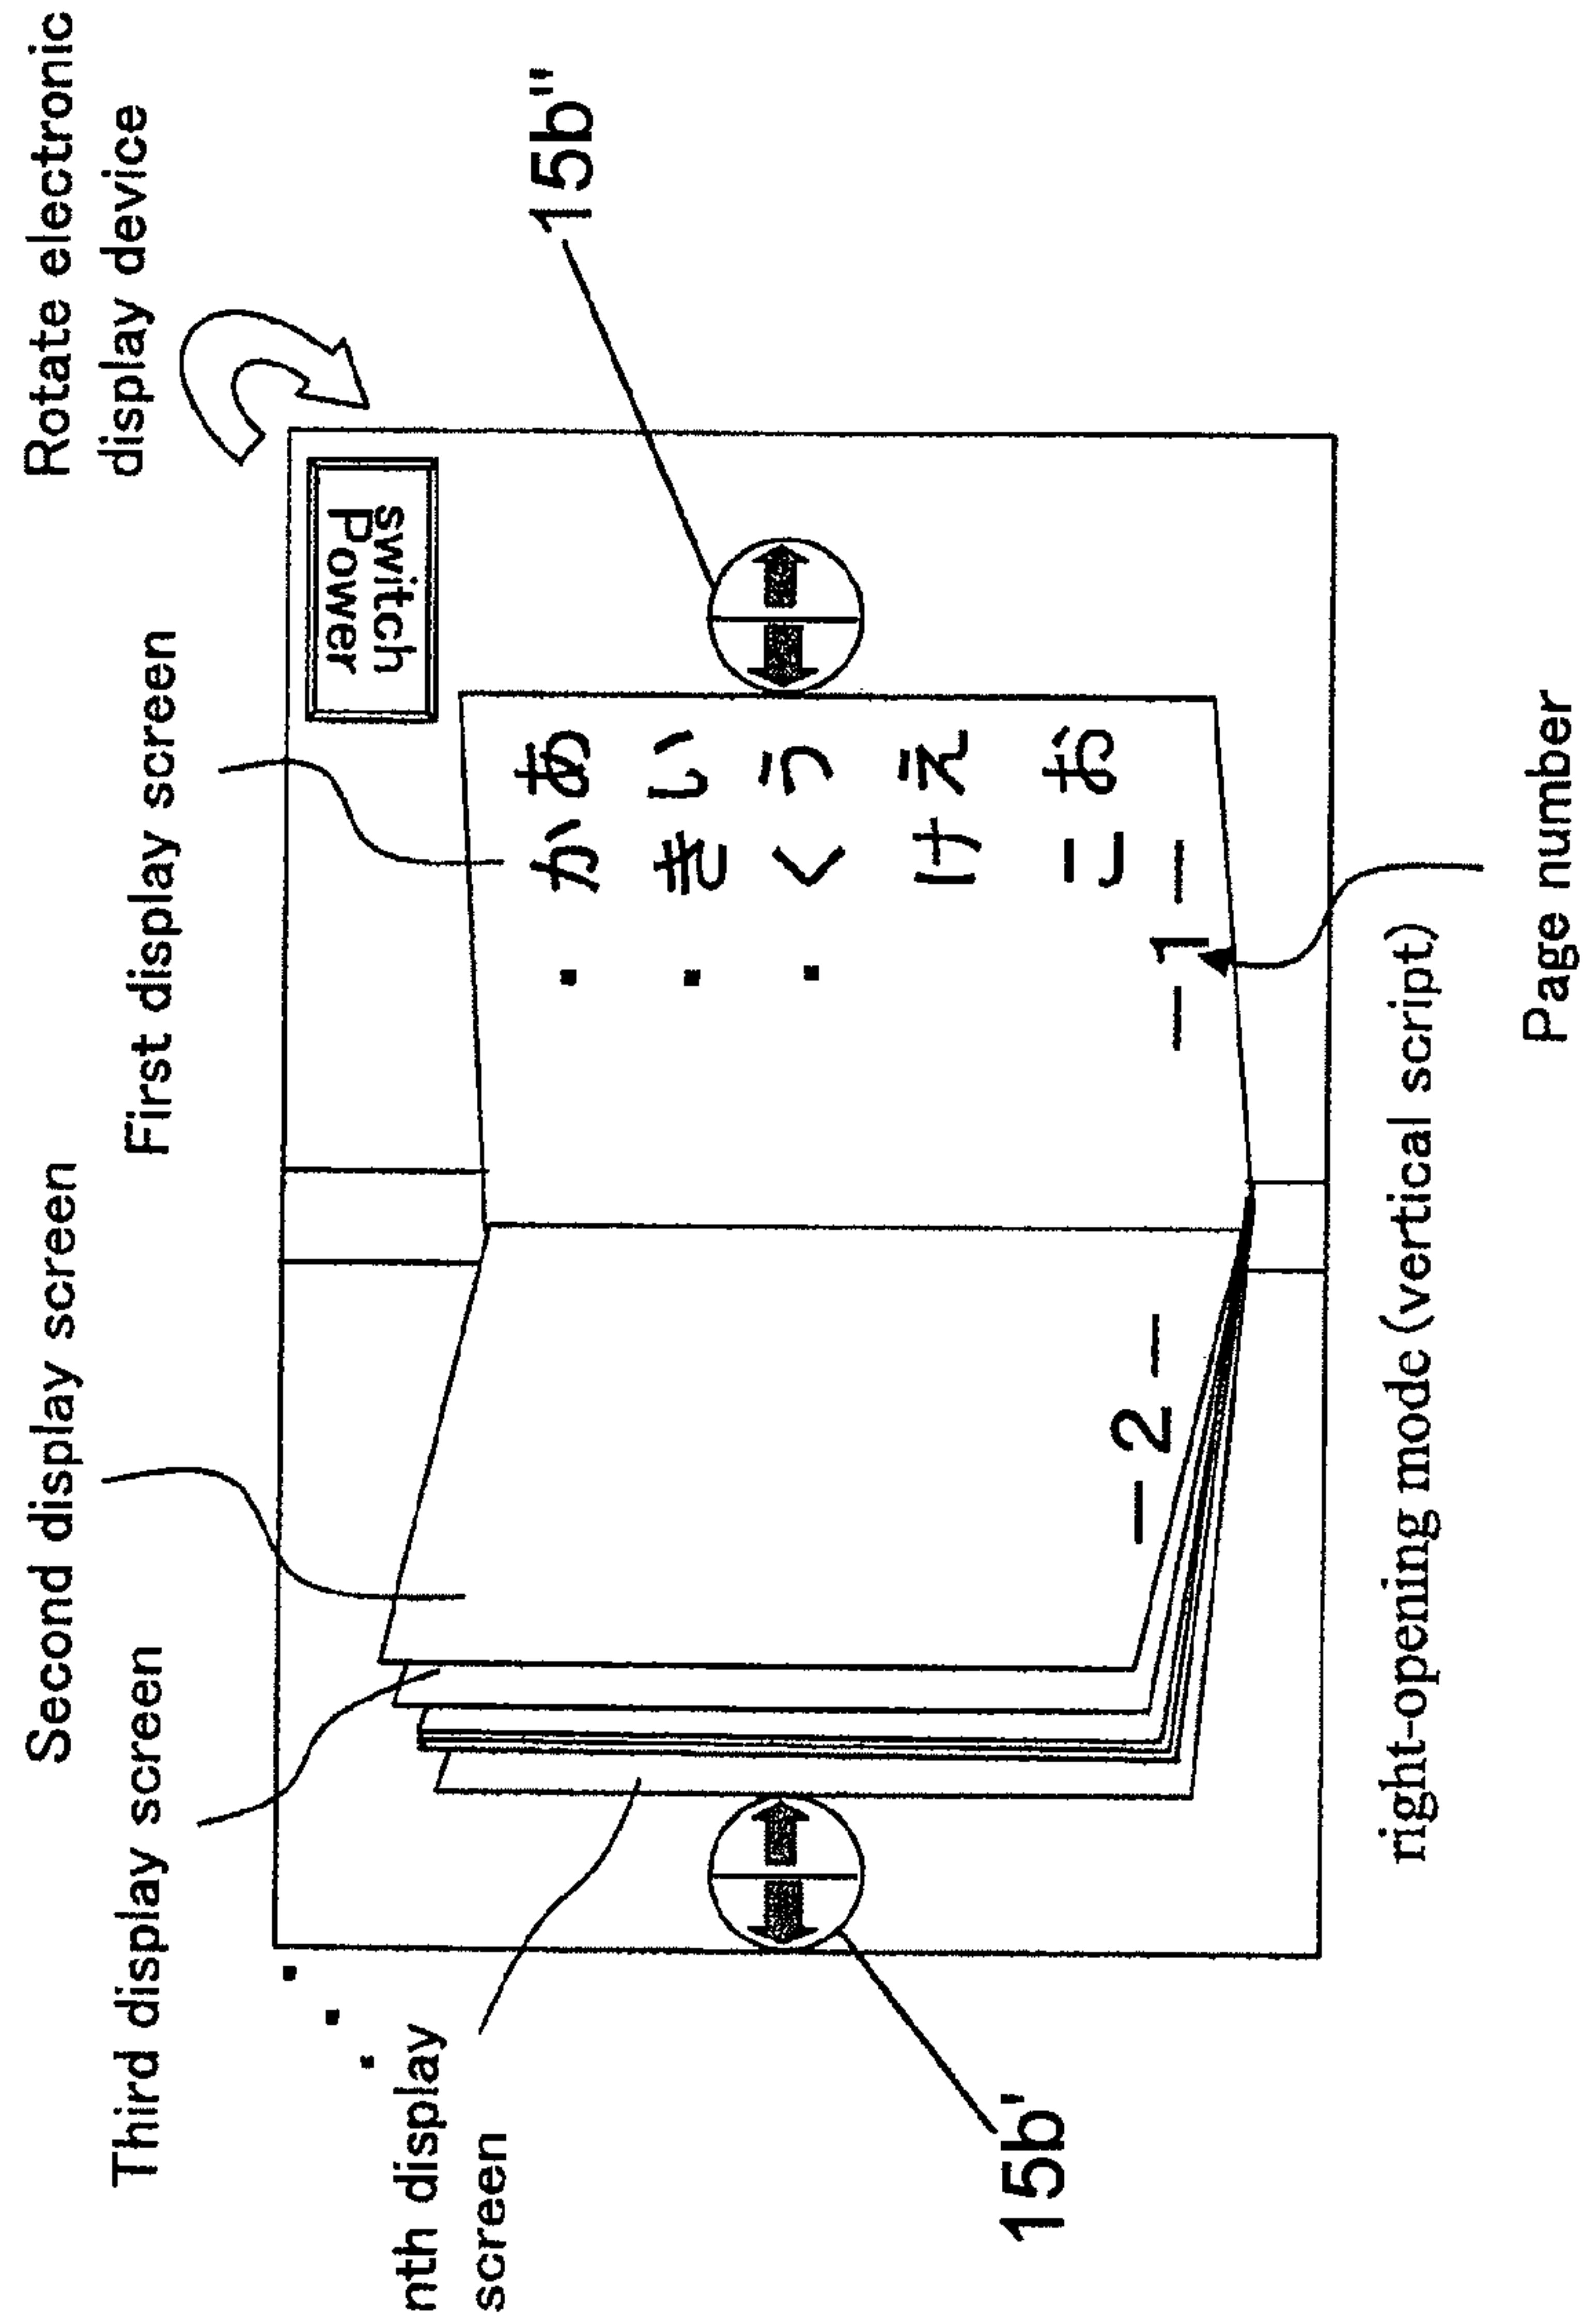 Rotate electronic
display device
Second display screen
First display screen
Third display screen
・・・
nth display
screen
switch
Power
15b"
あいうえお
かきくけこ
・・・
－1－
－2－
15b'
right-opening mode (vertical script)
Page number